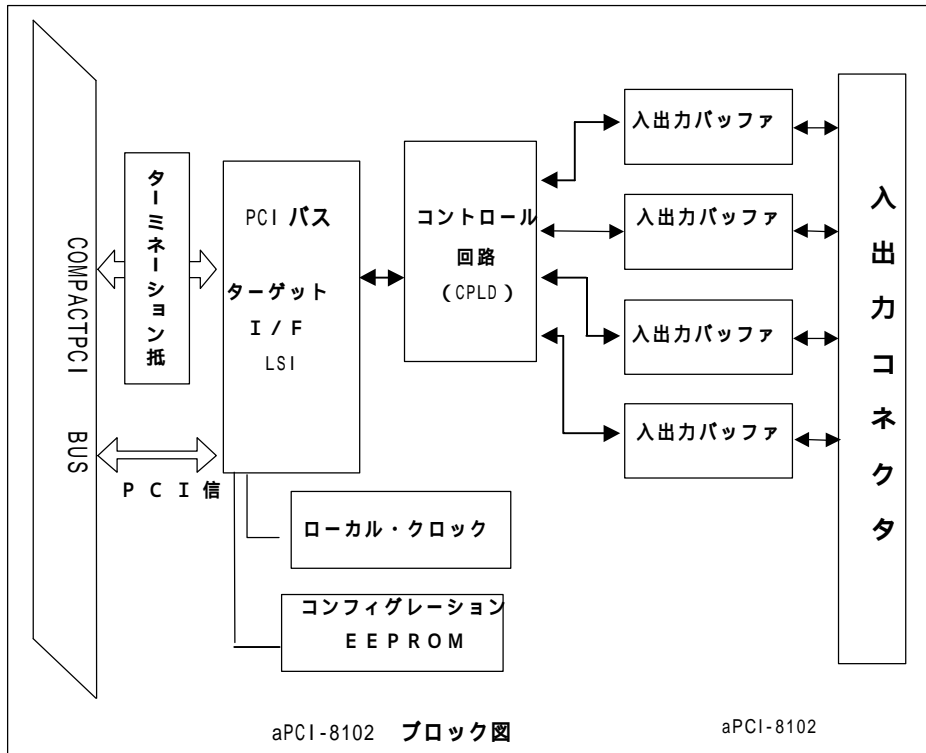 COMPACTPCI BUS
ターミネーション抵
PCI信
PCI バス
ターゲット
I/F
LSI
ローカル・クロック
コンフィグレーション
EEPROM
コントロール
回路
(CPLD)
入出力バッファ
入出力バッファ
入出力バッファ
入出力バッファ
入出力コネクタ
aPCI-8102 ブロック図
aPCI-8102